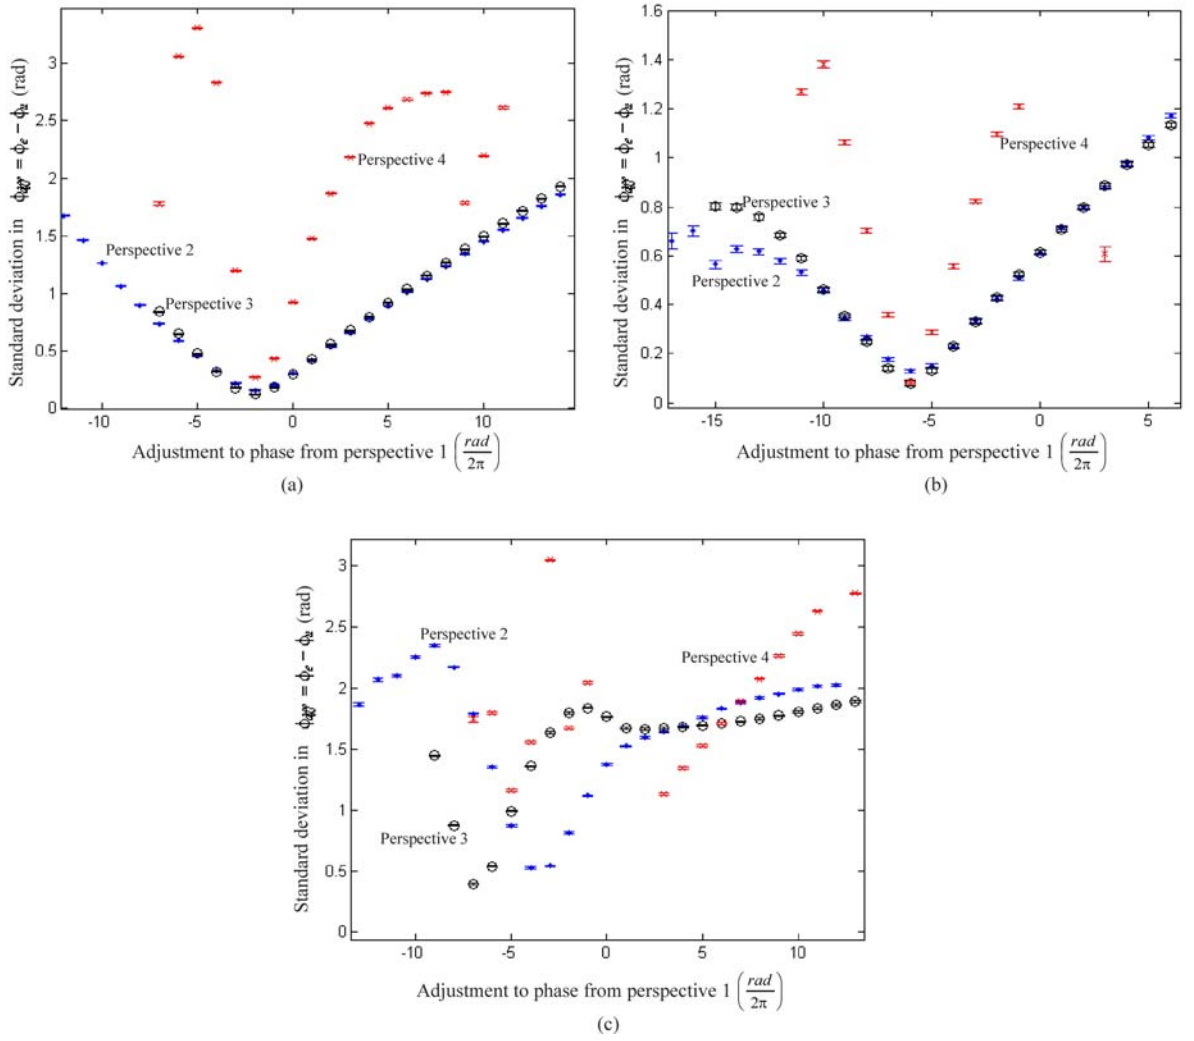 Standard deviation in ϕ = ϕe − ϕ (rad)
3
2.5
2
1.5
1
0.5
0
-10 -5 0 5 10
Perspective 4
Perspective 2
Perspective 3
Adjustment to phase from perspective 1 (rad/2π)
(a)
Standard deviation in ϕ = ϕe − ϕ (rad)
1.6
1.4
1.2
1
0.8
0.6
0.4
0.2
0
-15 -10 -5 0 5
Perspective 4
Perspective 3
Perspective 2
Adjustment to phase from perspective 1 (rad/2π)
(b)
Standard deviation in ϕ = ϕe − ϕ (rad)
3
2.5
2
1.5
1
0.5
0
-10 -5 0 5 10
Perspective 2
Perspective 4
Perspective 3
Adjustment to phase from perspective 1 (rad/2π)
(c)